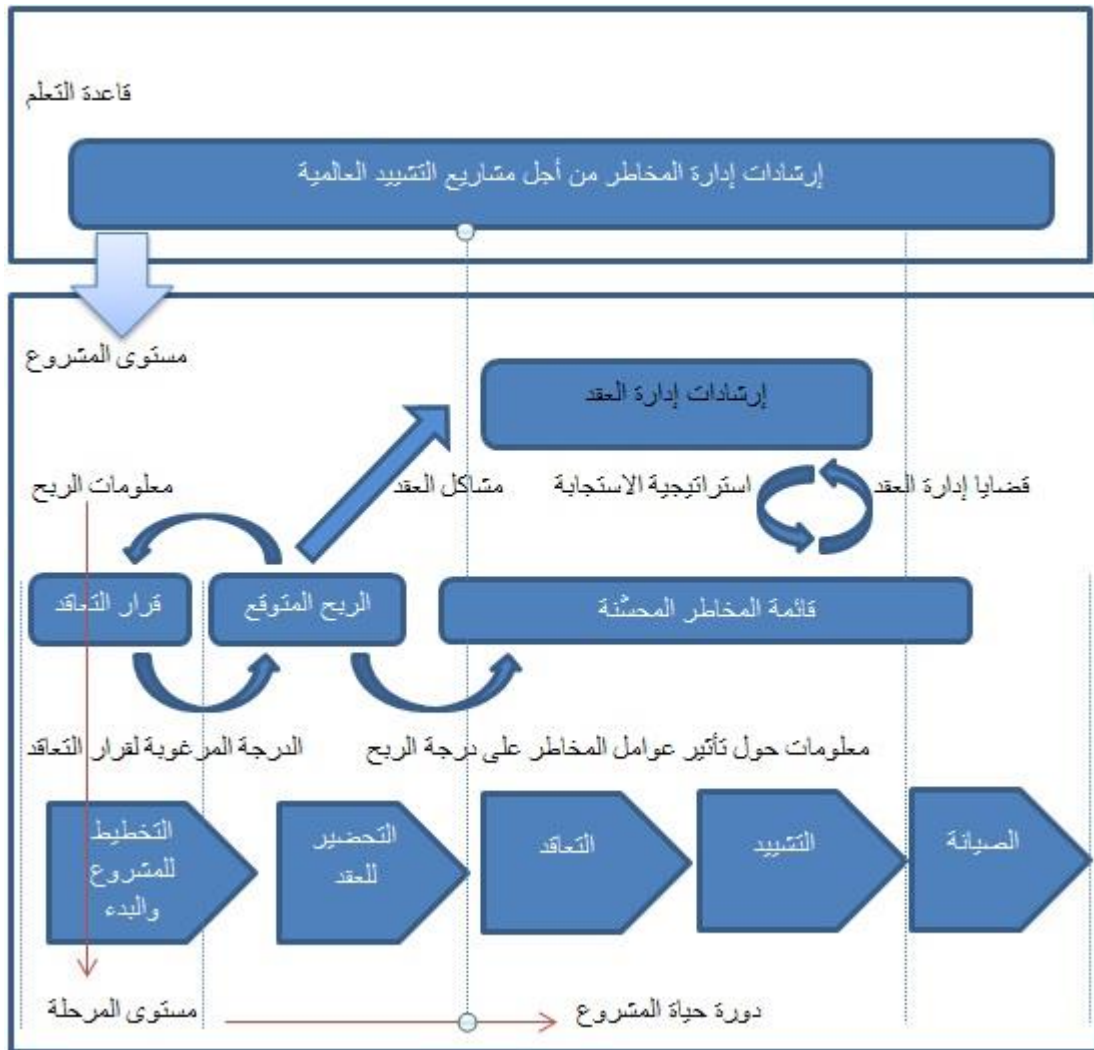 قاعدة التعلم
إرشادات إدارة المخاطر من أجل مشاريع التشييد العالمية
مستوى المشروع
إرشادات إدارة العقد
قضايا إدارة العقد
استراتيجية الاستجابة
مشاكل العقد
معلومات الربح
قائمة المخاطر المحسّنة
الربح المتوقع
قرار التعاقد
معلومات حول تأثير عوامل المخاطر على درجة الربح
الدرجة المرغوبة لقرار التعاقد
التخطيط
للمشروع
والبدء
التحضير
للعقد
التعاقد
التشييد
الصيانة
مستوى المرحلة
دورة حياة المشروع